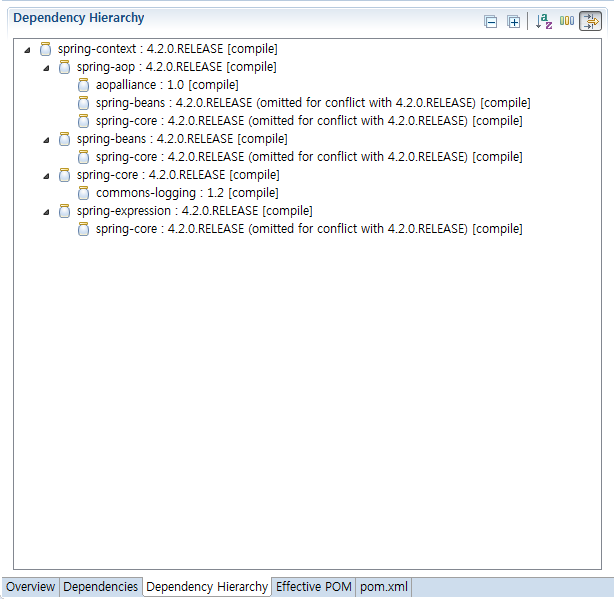 Dependency Hierarchy
spring-context : 4.2.0.RELEASE [compile]
spring-aop : 4.2.0.RELEASE [compile]
aopalliance : 1.0 [compile]
spring-beans : 4.2.0.RELEASE (omitted for conflict with 4.2.0.RELEASE) [compile]
spring-core : 4.2.0.RELEASE (omitted for conflict with 4.2.0.RELEASE) [compile]
spring-beans : 4.2.0.RELEASE [compile]
spring-core : 4.2.0.RELEASE (omitted for conflict with 4.2.0.RELEASE) [compile]
spring-core : 4.2.0.RELEASE [compile]
commons-logging : 1.2 [compile]
spring-expression : 4.2.0.RELEASE [compile]
spring-core : 4.2.0.RELEASE (omitted for conflict with 4.2.0.RELEASE) [compile]
Overview Dependencies Dependency Hierarchy Effective POM pom.xml